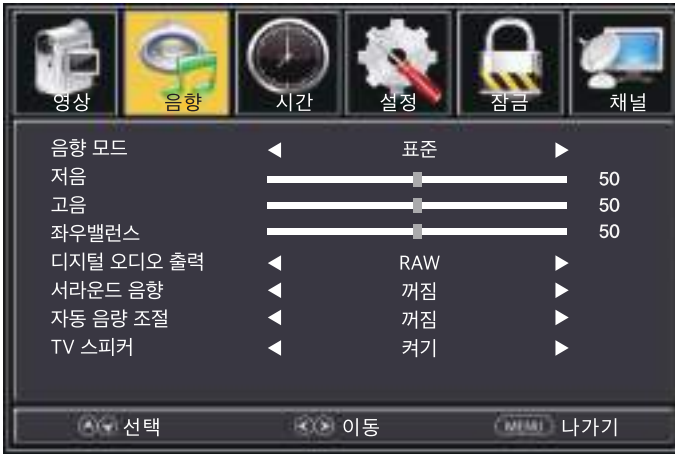 영상 음향 시간 설정 잠금 채널
음향 모드 표준
저음 50
고음 50
좌우밸런스 50
디지털 오디오 출력 RAW
서라운드 음향 꺼짐
자동 음량 조절 꺼짐
TV 스피커 켜기
선택 이동 MENU 나가기